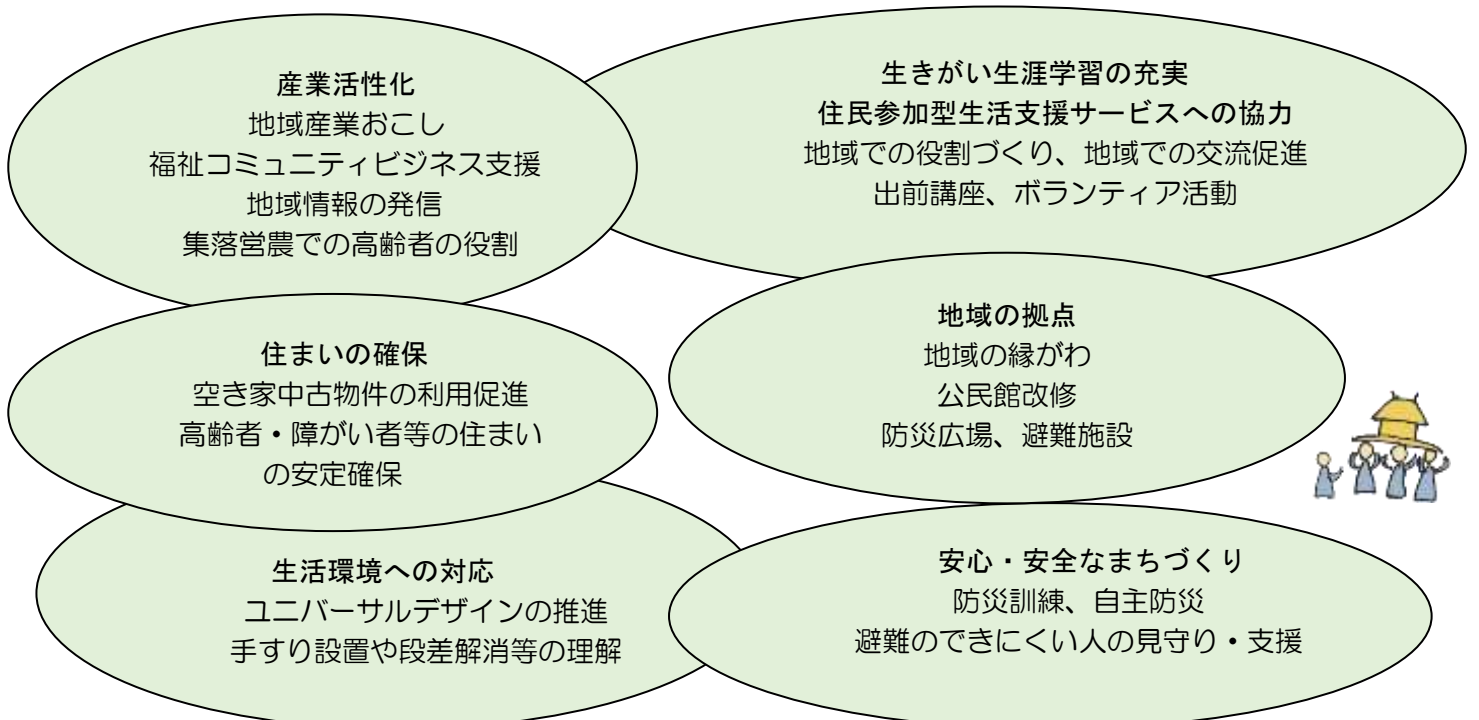 産業活性化
地域産業おこし
福祉コミュニティビジネス支援
地域情報の発信
集落営農での高齢者の役割
生きがい生涯学習の充実
住民参加型生活支援サービスへの協力
地域での役割づくり、地域での交流促進
出前講座、ボランティア活動
住まいの確保
空き家中古物件の利用促進
高齢者・障がい者等の住まい
の安定確保
地域の拠点
地域の縁がわ
公民館改修
防災広場、避難施設
生活環境への対応
ユニバーサルデザインの推進
手すり設置や段差解消等の理解
安心・安全なまちづくり
防災訓練、自主防災
避難のできにくい人の見守り・支援